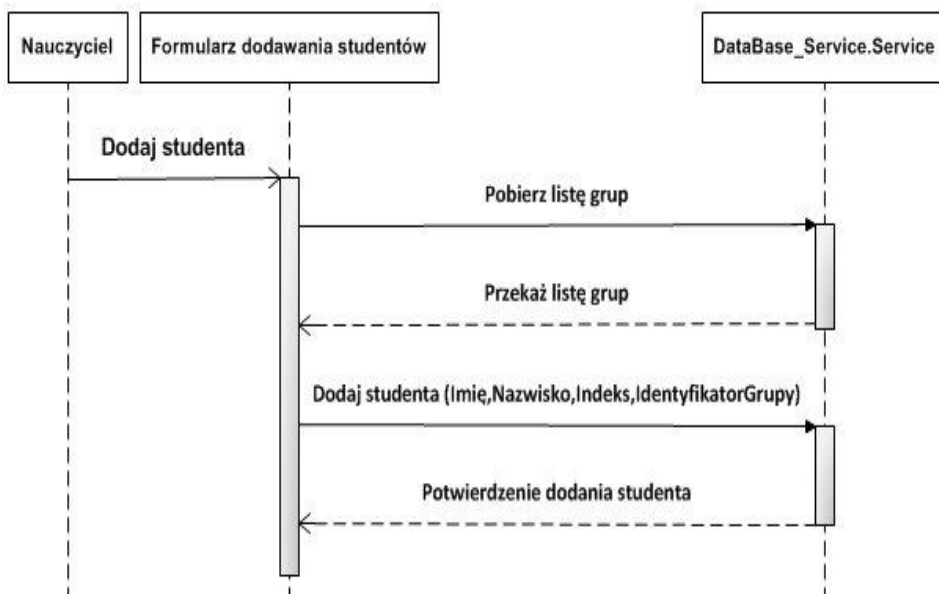 Nauczyciel
Formularz dodawania studentów
DataBase_Service.Service
Dodaj studenta
Pobierz listę grup
Przekaż listę grup
Dodaj studenta (Imię,Nazwisko,Indeks,IdentyfikatorGrupy)
Potwierdzenie dodania studenta